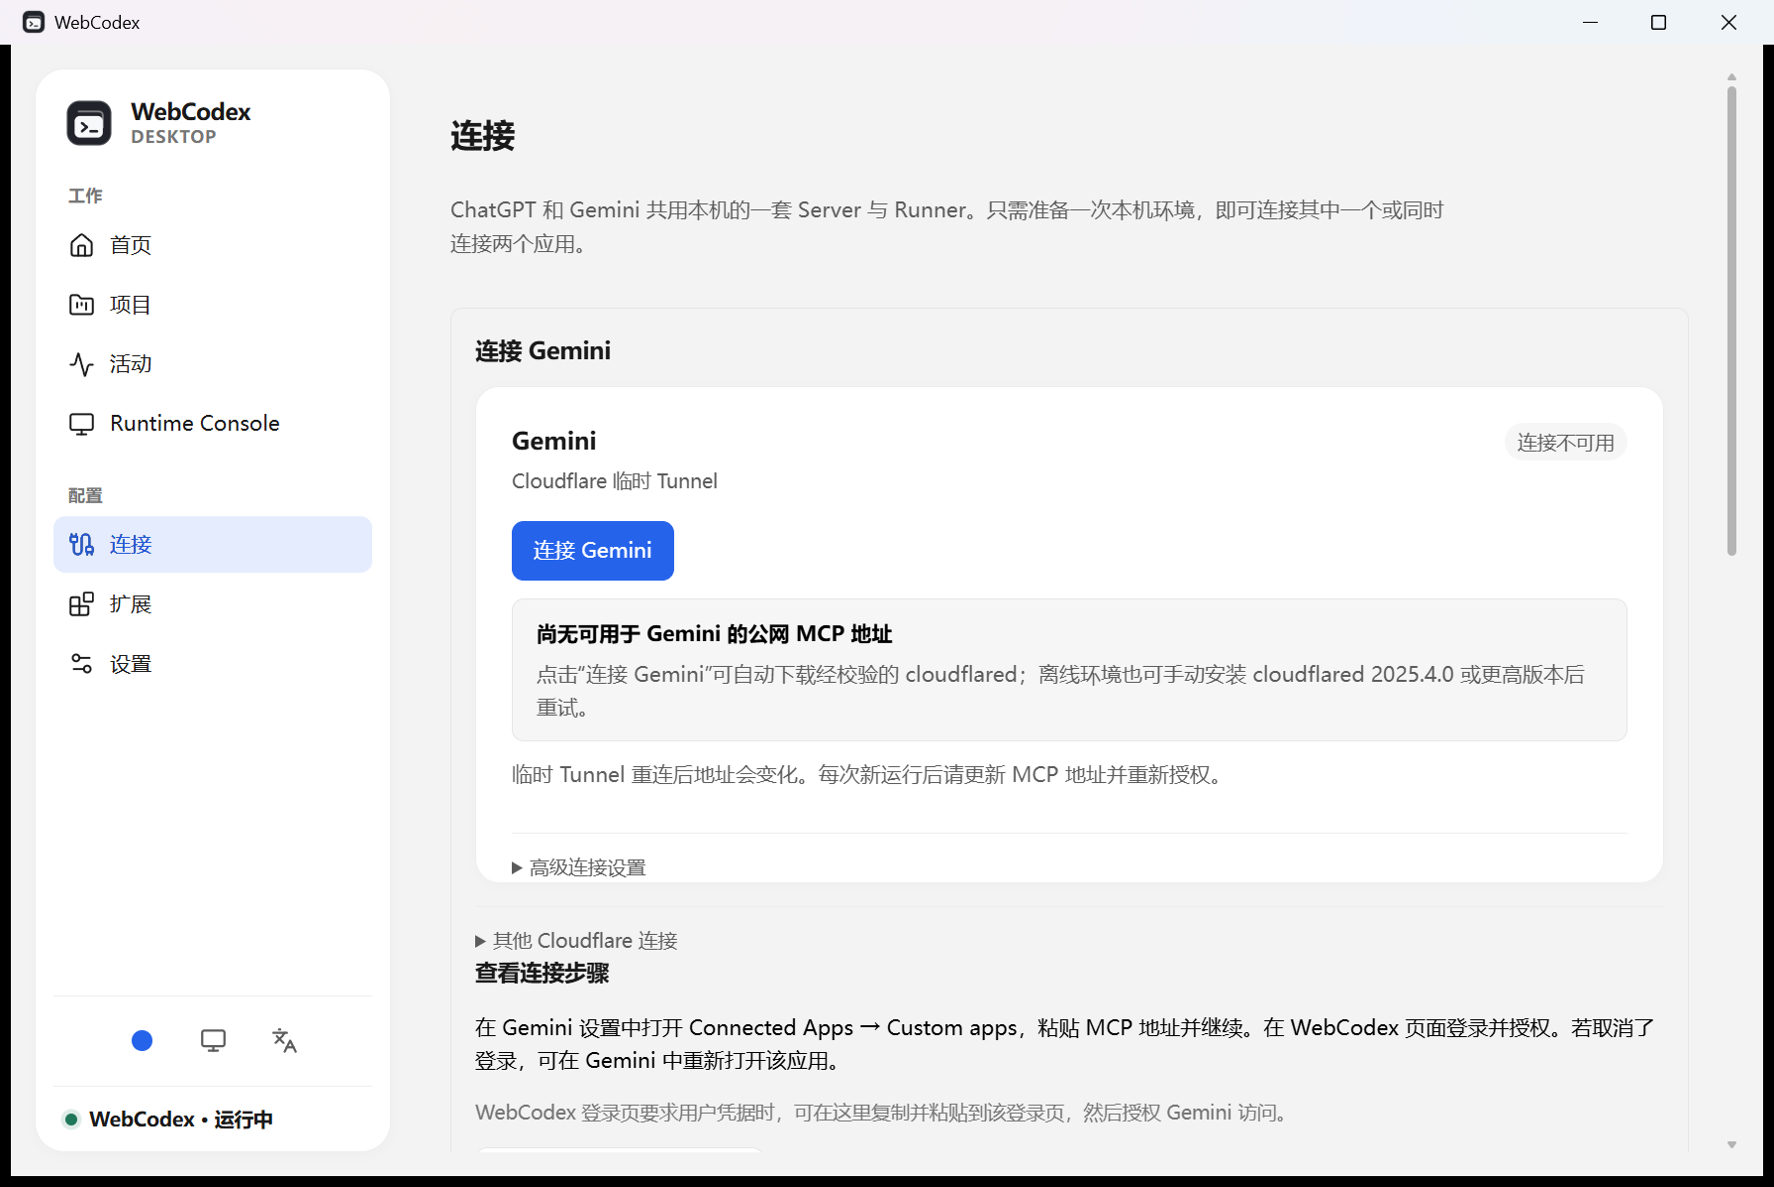 WebCodex
WebCodex
DESKTOP
工作
首页
项目
活动
Runtime Console
配置
连接
扩展
设置
WebCodex • 运行中
连接
ChatGPT 和 Gemini 共用本机的一套 Server 与 Runner。只需准备一次本机环境，即可连接其中一个或同时
连接两个应用。
连接 Gemini
Gemini
连接不可用
Cloudflare 临时 Tunnel
连接 Gemini
尚无可用于 Gemini 的公网 MCP 地址
点击“连接 Gemini”可自动下载经校验的 cloudflared；离线环境也可手动安装 cloudflared 2025.4.0 或更高版本后
重试。
临时 Tunnel 重连后地址会变化。每次新运行后请更新 MCP 地址并重新授权。
高级连接设置
其他 Cloudflare 连接
查看连接步骤
在 Gemini 设置中打开 Connected Apps → Custom apps，粘贴 MCP 地址并继续。在 WebCodex 页面登录并授权。若取消了
登录，可在 Gemini 中重新打开该应用。
WebCodex 登录页要求用户凭据时，可在这里复制并粘贴到该登录页，然后授权 Gemini 访问。